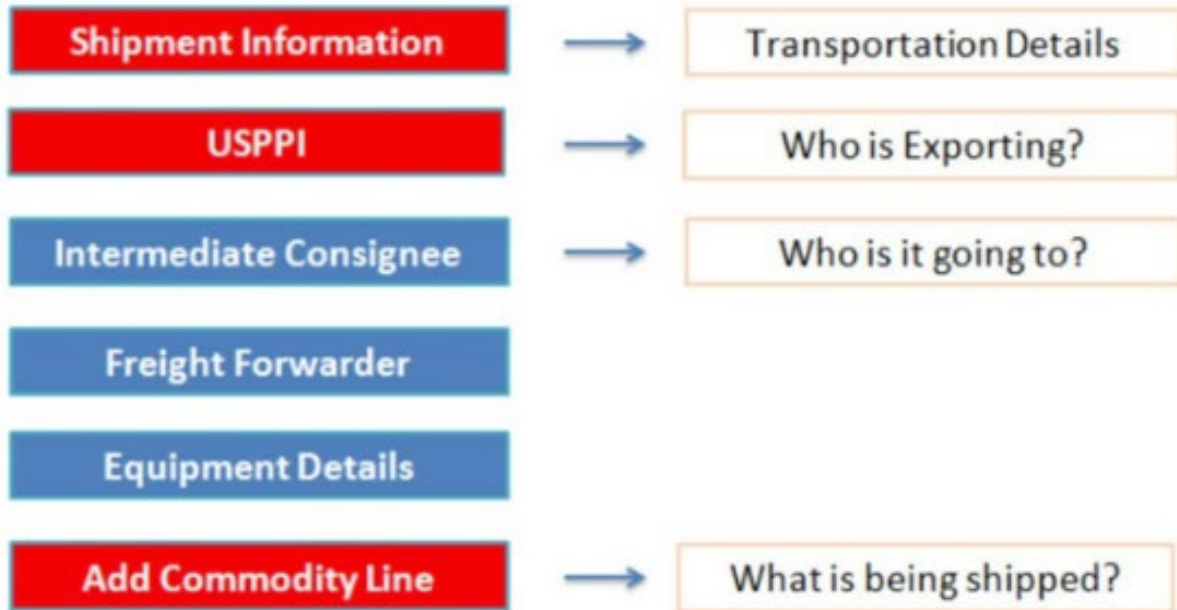 Shipment Information
Transportation Details
USPPI
Who is Exporting?
Intermediate Consignee
Who is it going to?
Freight Forwarder
Equipment Details
Add Commodity Line
What is being shipped?